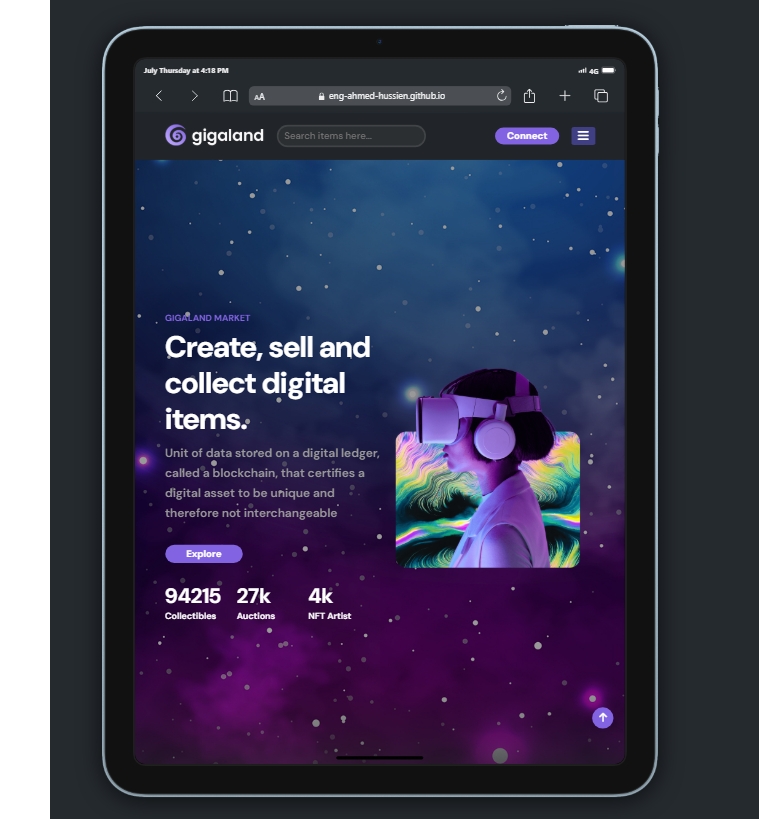 July Thursday at 4:18 PM
4G
AA
eng-ahmed-hussien.github.io
gigaland
Search items here...
Connect
GIGALAND MARKET
Create, sell and
collect digital
items.
Unit of data stored on a digital ledger,
called a blockchain, that certifies a
digital asset to be unique and
therefore not interchangeable
Explore
94215 27k 4k
Collectibles Auctions NFT Artist